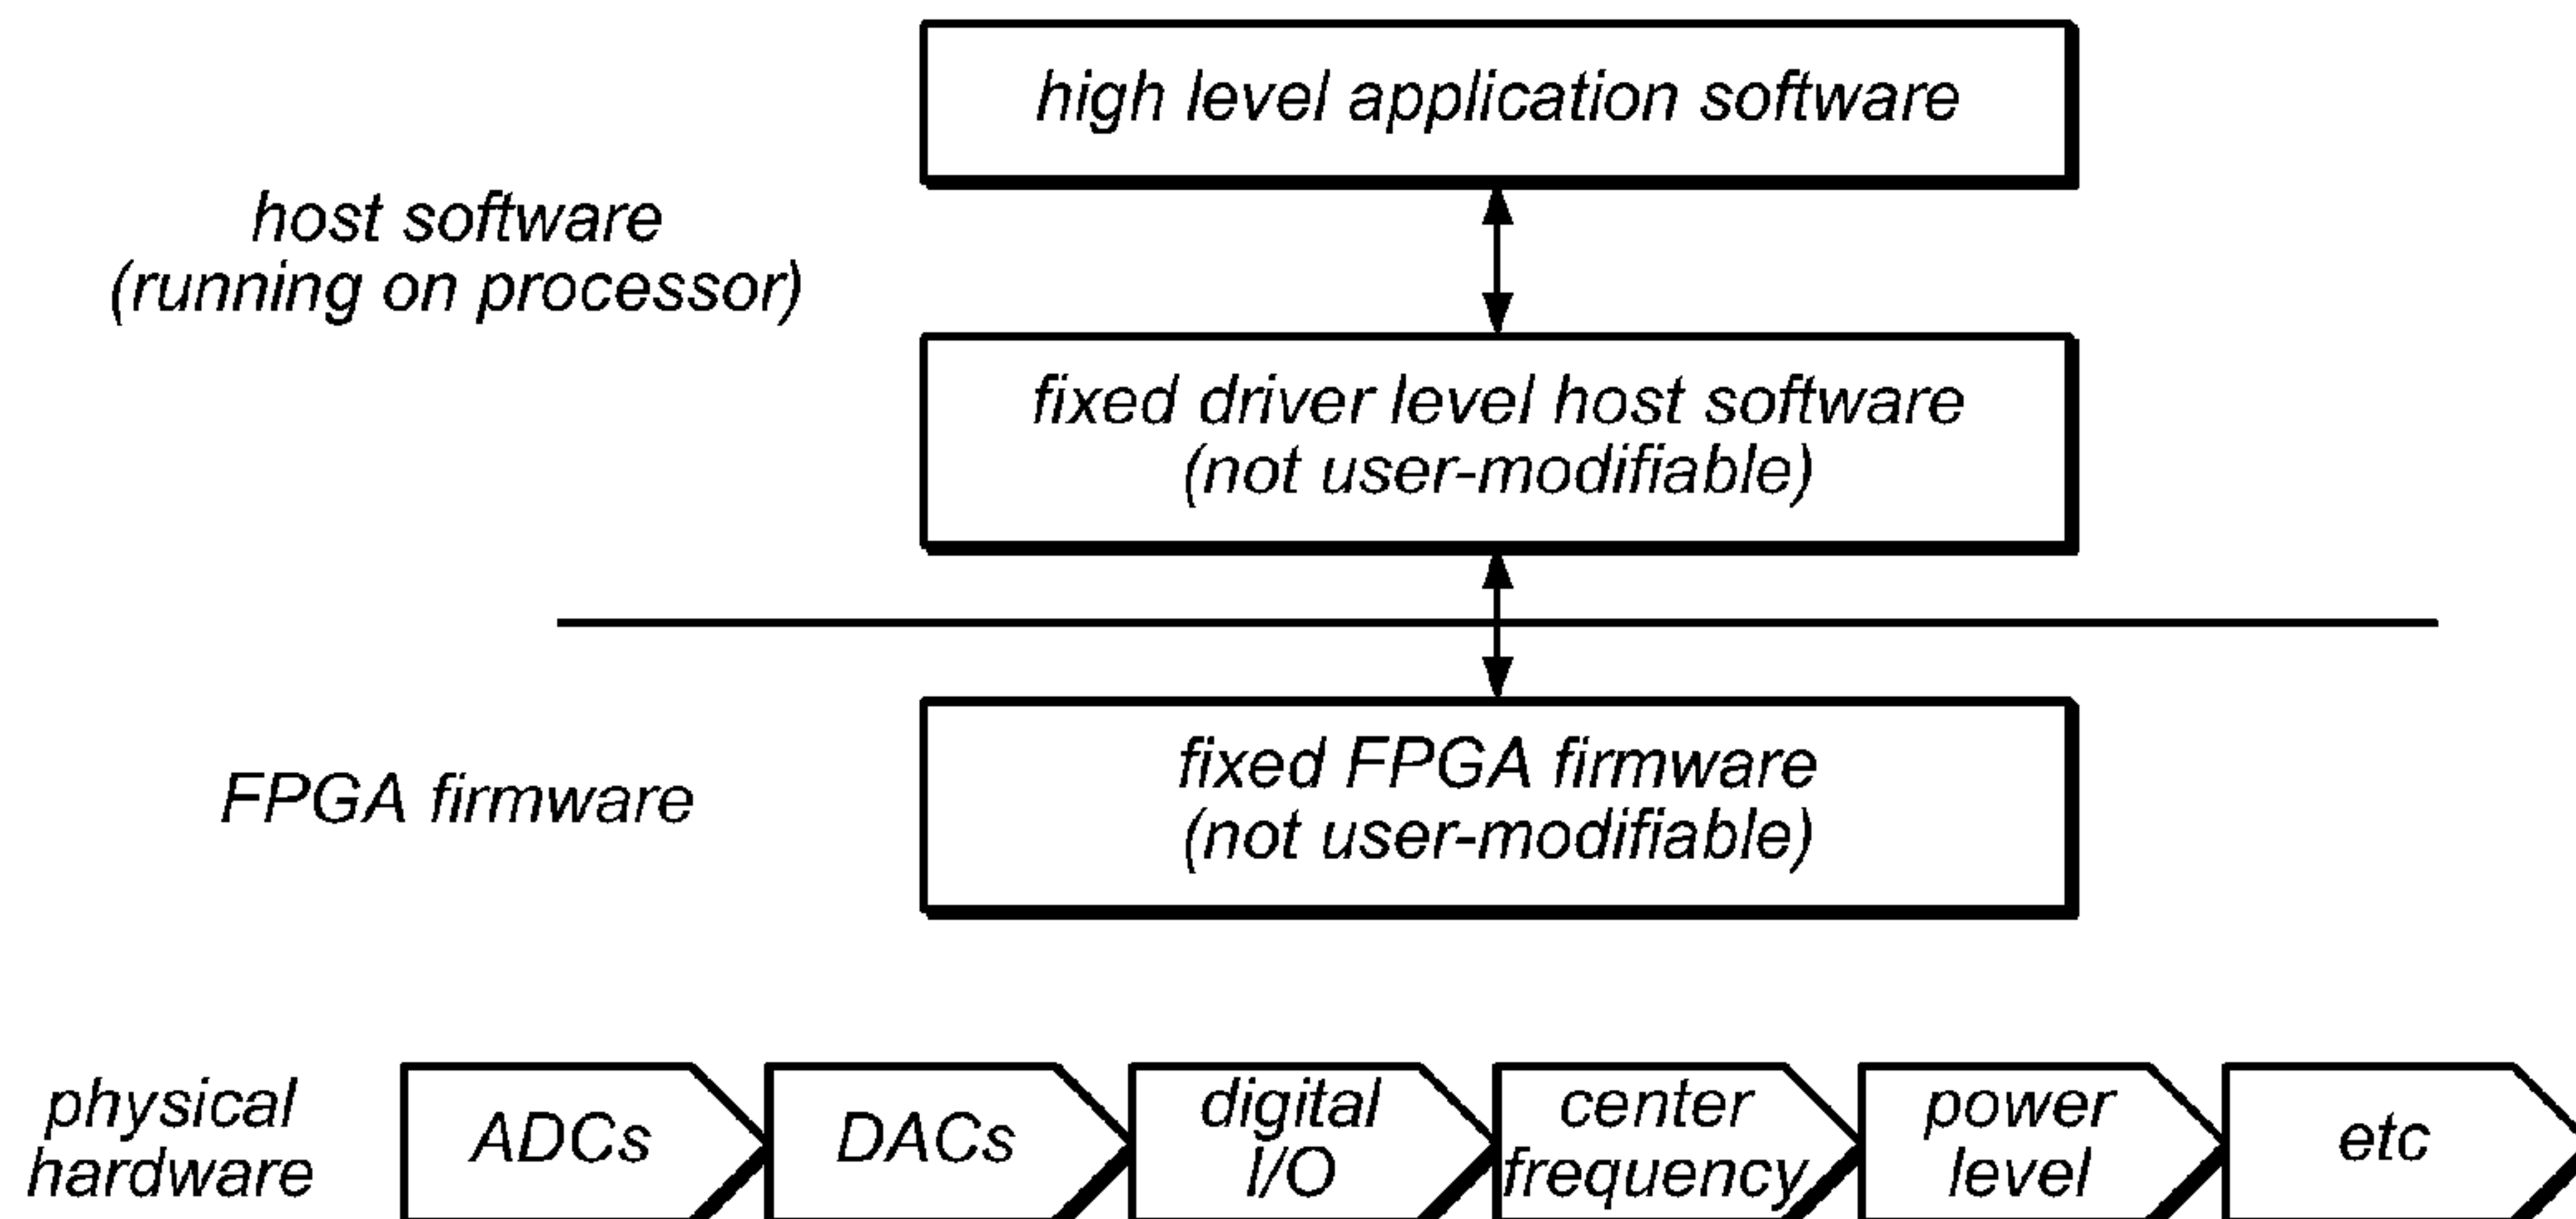 high level application software
host software
(running on processor)
fixed driver level host software
(not user-modifiable)
FPGA firmware
fixed FPGA firmware
(not user-modifiable)
physical
hardware
ADCs
DACs
digital
I/O
center
frequency
power
level
etc